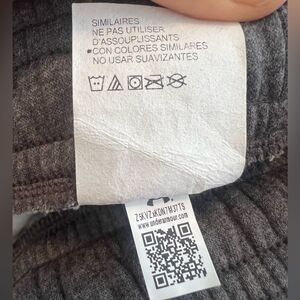 SIMILAIRES
NE PAS UTILISER
D'ASSOUPLISSANTS
*CON COLORES SIMILARES
NO USAR SUAVIZANTES
www.underarmour.com